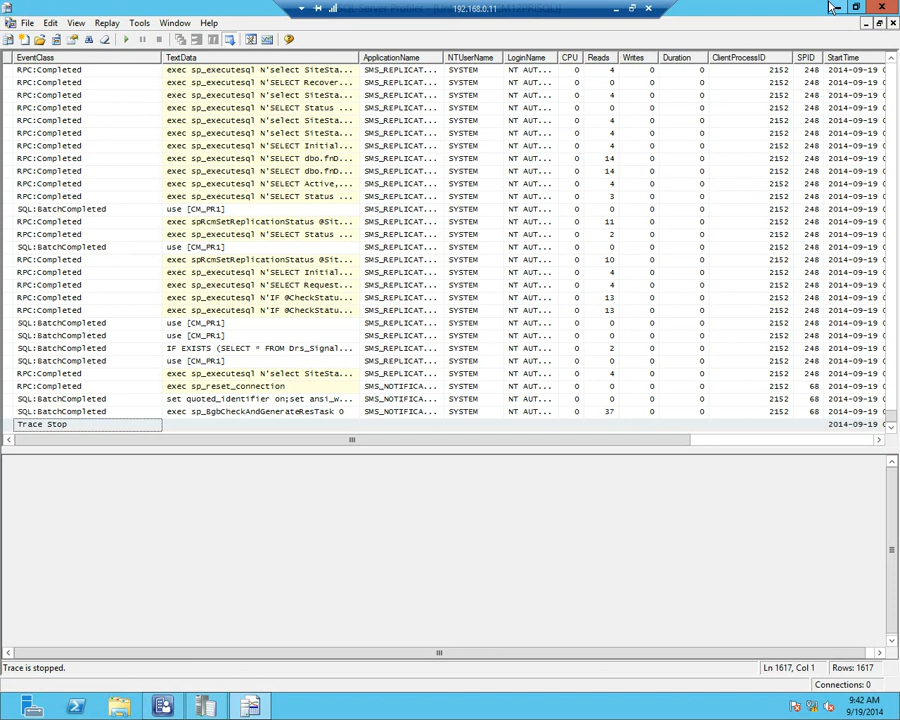 192.168.0.11
File Edit View Replay Tools Window Help
EventClass TextData ApplicationName NTUserName LoginName CPU Reads Writes Duration ClientProcessID SPID StartTime
RPC:Completed exec sp_executesql N'select SiteSta... SMS_REPLICAT... SYSTEM NT AUT... 0 4 0 0 2152 248 2014-09-19
RPC:Completed exec sp_executesql N'SELECT Recover... SMS_REPLICAT... SYSTEM NT AUT... 0 4 0 0 2152 248 2014-09-19
RPC:Completed exec sp_executesql N'select SiteSta... SMS_REPLICAT... SYSTEM NT AUT... 0 4 0 0 2152 248 2014-09-19
RPC:Completed exec sp_executesql N'SELECT Status ... SMS_REPLICAT... SYSTEM NT AUT... 0 2 0 0 2152 248 2014-09-19
RPC:Completed exec sp_executesql N'select SiteSta... SMS_REPLICAT... SYSTEM NT AUT... 0 4 0 0 2152 248 2014-09-19
RPC:Completed exec sp_executesql N'select SiteSta... SMS_REPLICAT... SYSTEM NT AUT... 0 4 0 0 2152 248 2014-09-19
RPC:Completed exec sp_executesql N'SELECT Initial... SMS_REPLICAT... SYSTEM NT AUT... 0 4 0 0 2152 248 2014-09-19
RPC:Completed exec sp_executesql N'SELECT dbo.fnD... SMS_REPLICAT... SYSTEM NT AUT... 0 14 0 0 2152 248 2014-09-19
RPC:Completed exec sp_executesql N'SELECT dbo.fnD... SMS_REPLICAT... SYSTEM NT AUT... 0 14 0 0 2152 248 2014-09-19
RPC:Completed exec sp_executesql N'SELECT Active,... SMS_REPLICAT... SYSTEM NT AUT... 0 4 0 0 2152 248 2014-09-19
RPC:Completed exec sp_executesql N'SELECT Status ... SMS_REPLICAT... SYSTEM NT AUT... 0 3 0 0 2152 248 2014-09-19
SQL:BatchCompleted use [CM_PR1] SMS_REPLICAT... SYSTEM NT AUT... 0 0 0 0 2152 248 2014-09-19
RPC:Completed exec spRcmSetReplicationStatus @Sit... SMS_REPLICAT... SYSTEM NT AUT... 0 11 0 0 2152 248 2014-09-19
RPC:Completed exec sp_executesql N'SELECT Status ... SMS_REPLICAT... SYSTEM NT AUT... 0 2 0 0 2152 248 2014-09-19
SQL:BatchCompleted use [CM_PR1] SMS_REPLICAT... SYSTEM NT AUT... 0 0 0 0 2152 248 2014-09-19
RPC:Completed exec spRcmSetReplicationStatus @Sit... SMS_REPLICAT... SYSTEM NT AUT... 0 10 0 0 2152 248 2014-09-19
RPC:Completed exec sp_executesql N'SELECT Initial... SMS_REPLICAT... SYSTEM NT AUT... 0 4 0 0 2152 248 2014-09-19
RPC:Completed exec sp_executesql N'SELECT Request... SMS_REPLICAT... SYSTEM NT AUT... 0 4 0 0 2152 248 2014-09-19
RPC:Completed exec sp_executesql N'IF @CheckStatu... SMS_REPLICAT... SYSTEM NT AUT... 0 13 0 0 2152 248 2014-09-19
RPC:Completed exec sp_executesql N'IF @CheckStatu... SMS_REPLICAT... SYSTEM NT AUT... 0 13 0 0 2152 248 2014-09-19
SQL:BatchCompleted use [CM_PR1] SMS_REPLICAT... SYSTEM NT AUT... 0 0 0 0 2152 248 2014-09-19
SQL:BatchCompleted use [CM_PR1] SMS_REPLICAT... SYSTEM NT AUT... 0 0 0 0 2152 248 2014-09-19
SQL:BatchCompleted IF EXISTS (SELECT * FROM Drs_Signal... SMS_REPLICAT... SYSTEM NT AUT... 0 2 0 0 2152 248 2014-09-19
SQL:BatchCompleted use [CM_PR1] SMS_REPLICAT... SYSTEM NT AUT... 0 0 0 0 2152 248 2014-09-19
RPC:Completed exec sp_executesql N'select SiteSta... SMS_REPLICAT... SYSTEM NT AUT... 0 4 0 0 2152 248 2014-09-19
RPC:Completed exec sp_reset_connection SMS_NOTIFICA... SYSTEM NT AUT... 0 0 0 0 2152 68 2014-09-19
SQL:BatchCompleted set quoted_identifier on;set ansi_w... SMS_NOTIFICA... SYSTEM NT AUT... 0 0 0 0 2152 68 2014-09-19
SQL:BatchCompleted exec sp_BgbCheckAndGenerateResTask 0 SMS_NOTIFICA... SYSTEM NT AUT... 0 37 0 0 2152 68 2014-09-19
Trace Stop 2014-09-19
Trace is stopped. Ln 1617, Col 1 Rows: 1617
Connections: 0
9:42 AM
9/19/2014